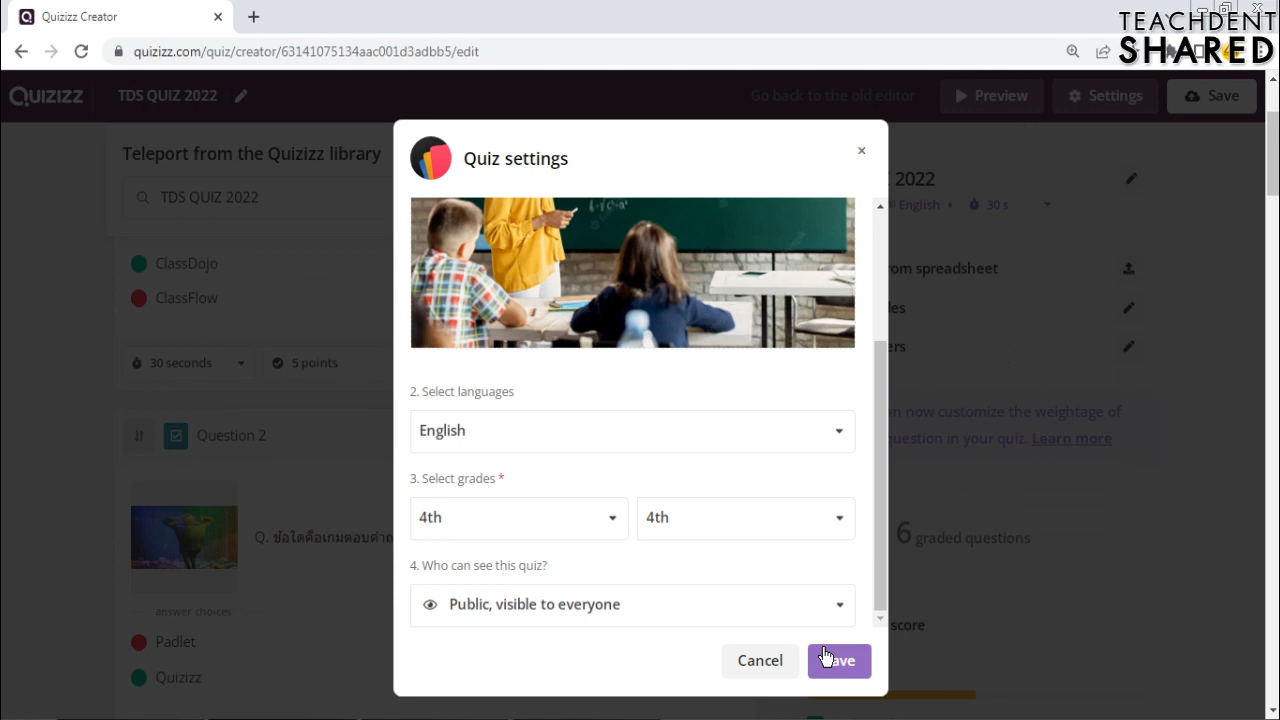 Quizizz Creator
TEACHDENT
SHARED
quizizz.com/quiz/creator/63141075134aac001d3adbb5/edit
QUIZIZZ
TDS QUIZ 2022
Go back to the old editor
Preview
Settings
Save
Teleport from the Quizizz library
TDS QUIZ 2022
ClassDojo
ClassFlow
30 seconds
5 points
Question 2
Q. ข้อใดคือเกมตอบคำถ
answer choices
Padlet
Quizizz
Quiz settings
2. Select languages
English
3. Select grades *
4th
4th
4. Who can see this quiz?
Public, visible to everyone
Cancel
2022
English
30 s
om spreadsheet
n now customize the weightage of
question in your quiz. Learn more
6 graded questions
score